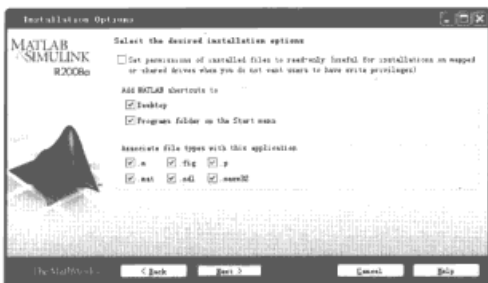 Installation Options
MATLAB
SIMULINK
R2008a
Select the desired installation options
Set permissions of installed files to read-only (useful for installations on mapped
or shared drives when you do not want users to have write privileges)
Add MATLAB shortcuts to
Desktop
Programs folder on the Start menu
Associate file types with this application
.m .fig .p
.mat .mdl .mexw32
The MathWorks
< Back Next > Cancel Help